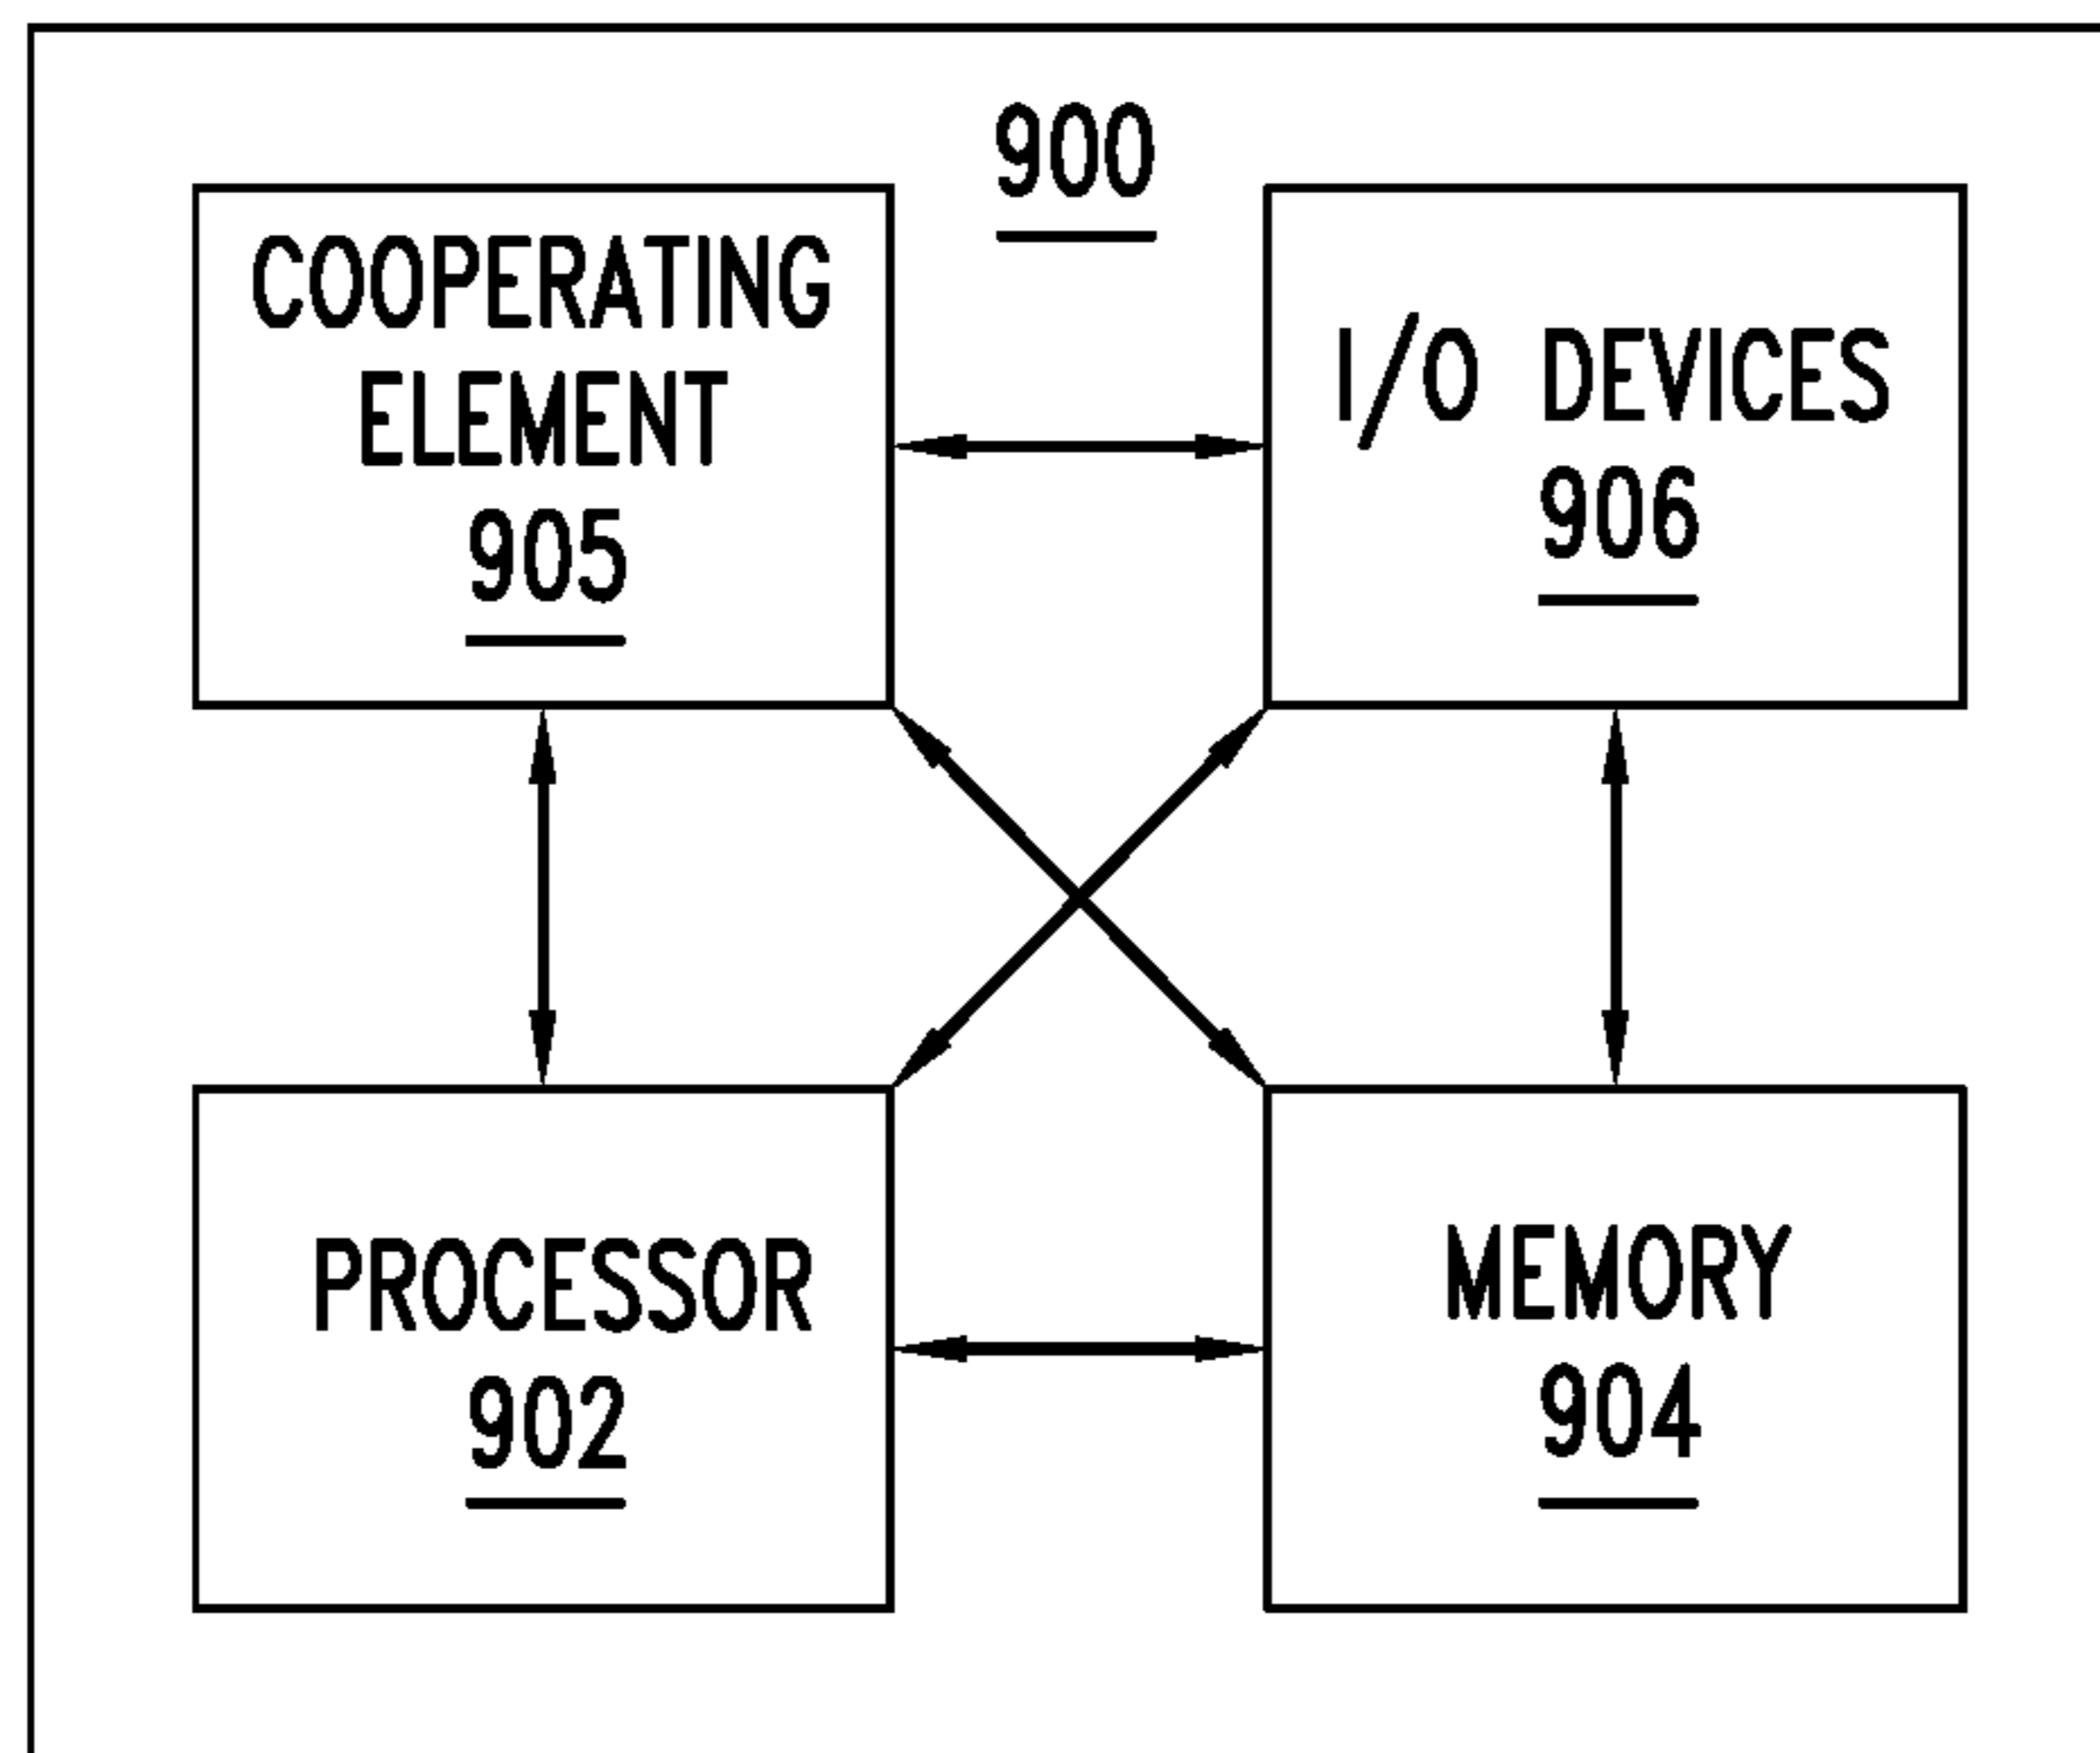 900
COOPERATING
ELEMENT
905
I/O DEVICES
906
PROCESSOR
902
MEMORY
904